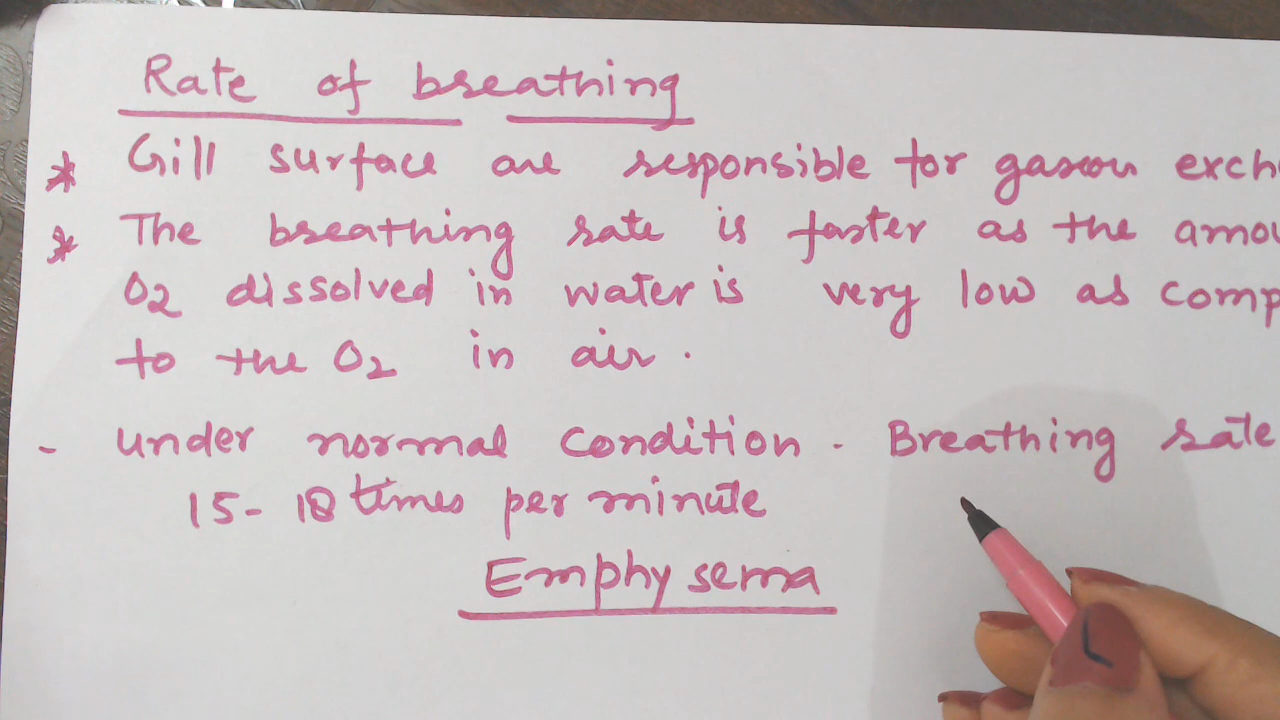 Rate of breathing
* Gill surface are responsible for gaseous exch
* The breathing rate is faster as the amou
O2 dissolved in water is very low as comp
to the O2 in air.
- under normal condition - Breathing rate
15-18 times per minute
Emphysema